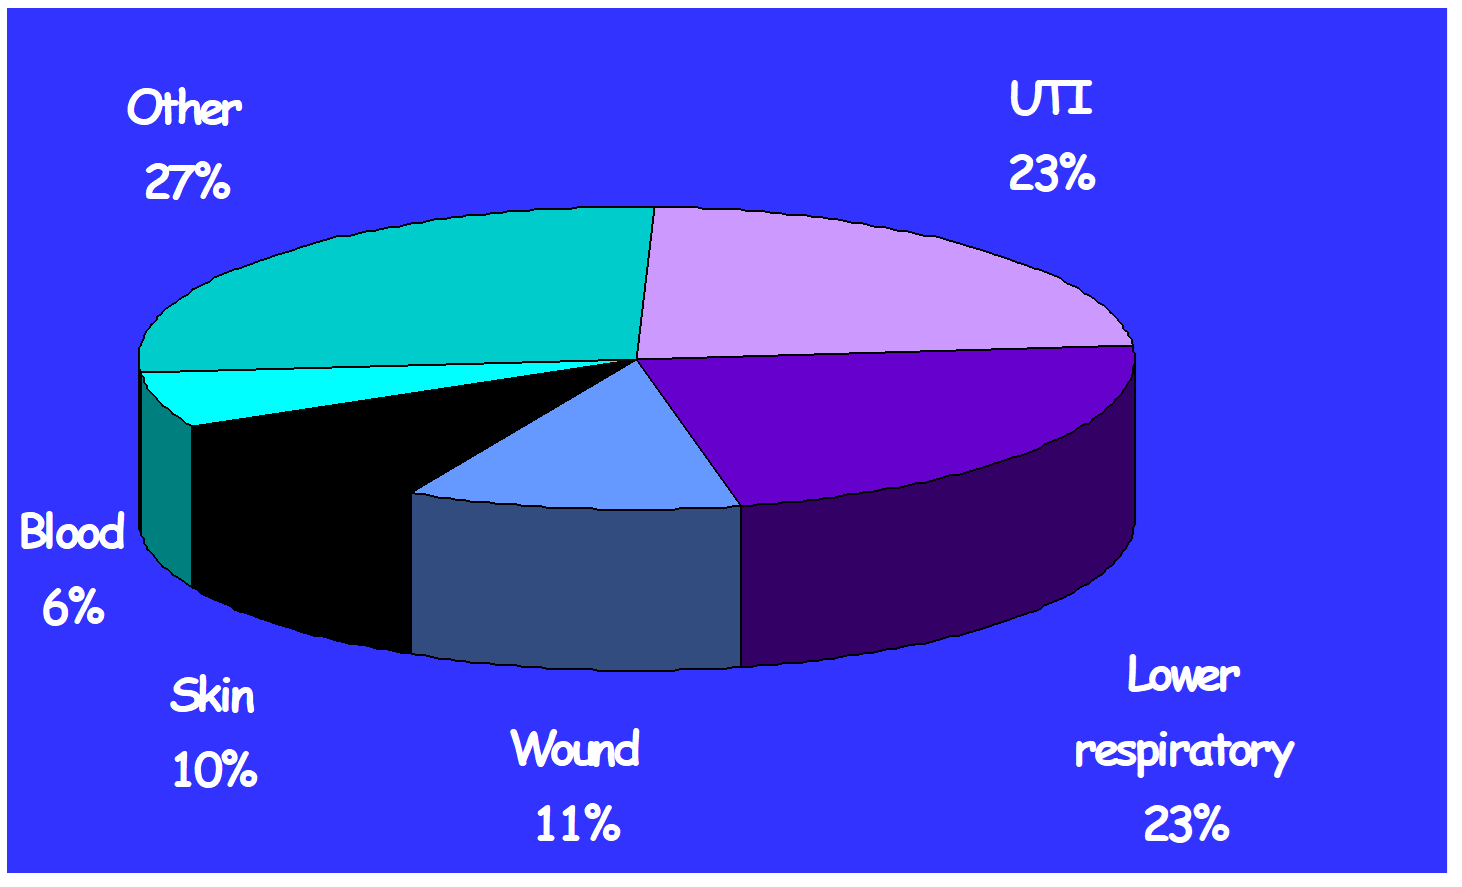 Other
27%
UTI
23%
Blood
6%
Skin
10%
Wound
11%
Lower
respiratory
23%